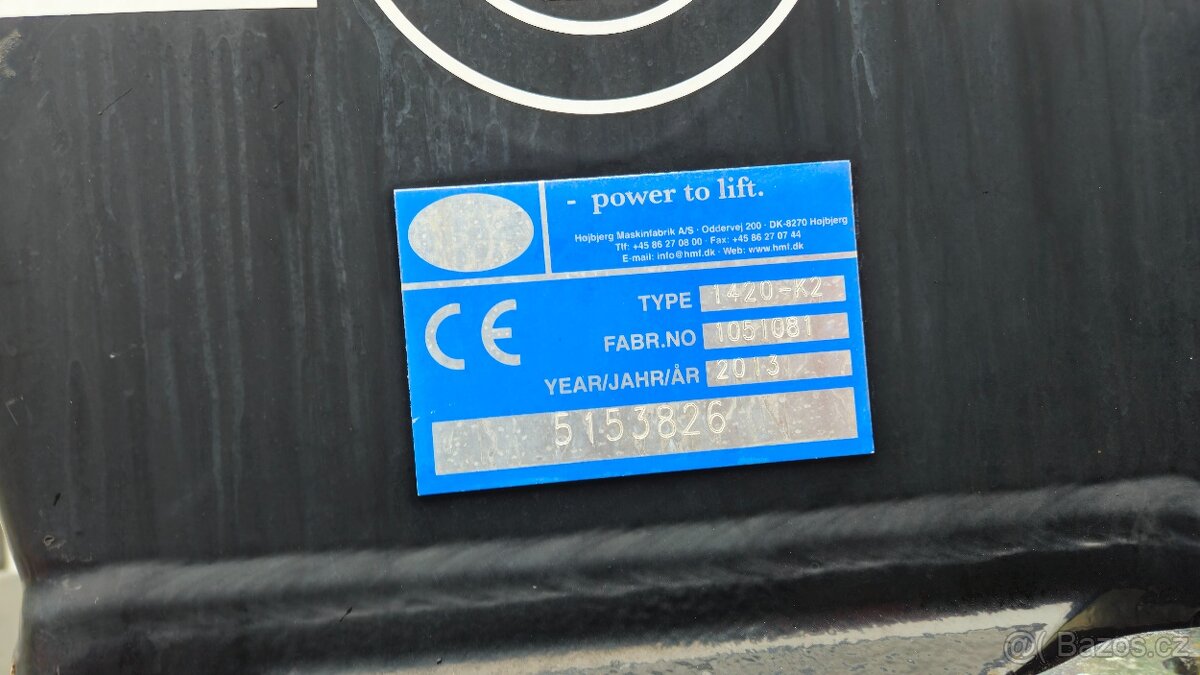 - power to lift.
Højbjerg Maskinfabrik A/S · Oddervej 200 · DK-8270 Højbjerg
Tlf: +45 86 27 08 00 · Fax: +45 86 27 07 44
E-mail: info@hmf.dk · Web: www.hmf.dk
CE
TYPE 1420-K2
FABR.NO 1051081
YEAR/JAHR/ÅR 2013
5153826
@( Bazos.cz